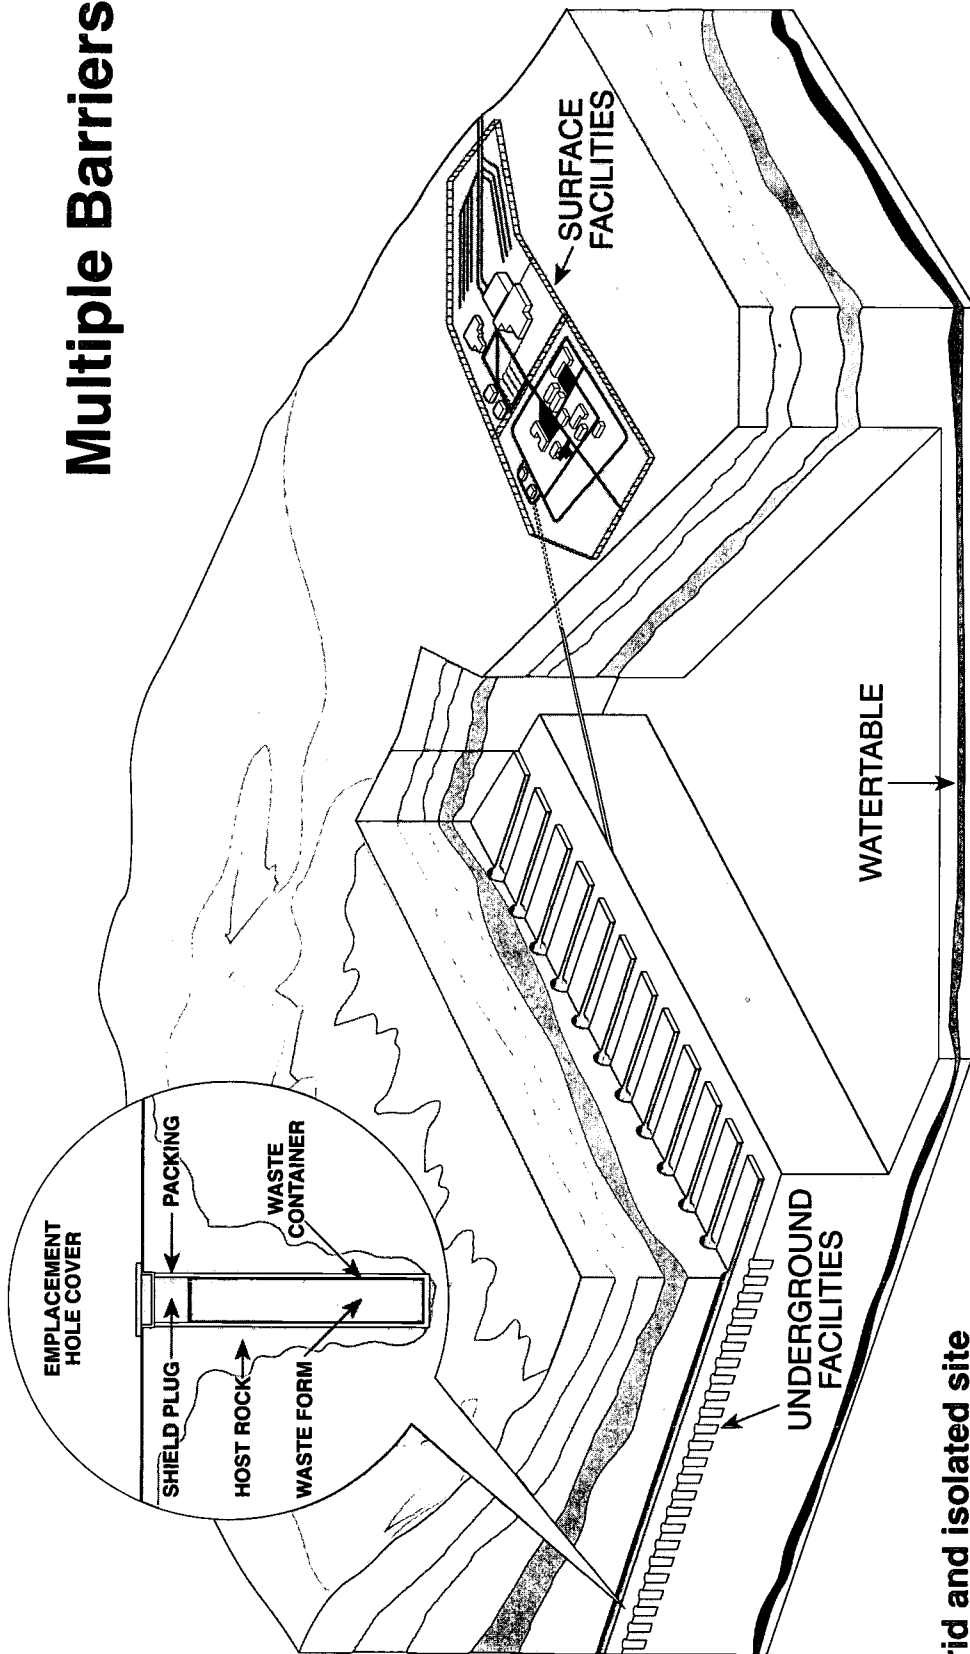 Multiple Barriers
EMPLACEMENT
HOLE COVER
SHIELD PLUG
PACKING
HOST ROCK
WASTE FORM
WASTE
CONTAINER
SURFACE
FACILITIES
WATERTABLE
UNDERGROUND
FACILITIES
and isolated site